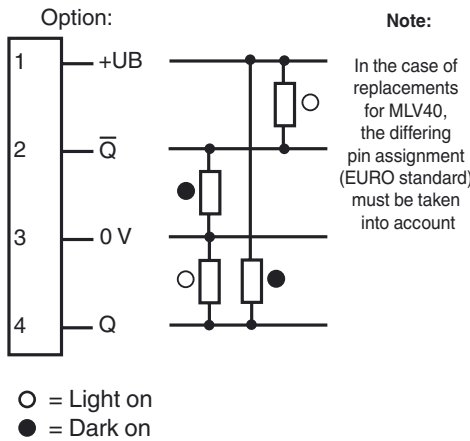 Option:
1 +UB
2 Q̅
3 0 V
4 Q
○ = Light on
● = Dark on
Note:
In the case of
replacements
for MLV40,
the differing
pin assignment
(EURO standard)
must be taken
into account